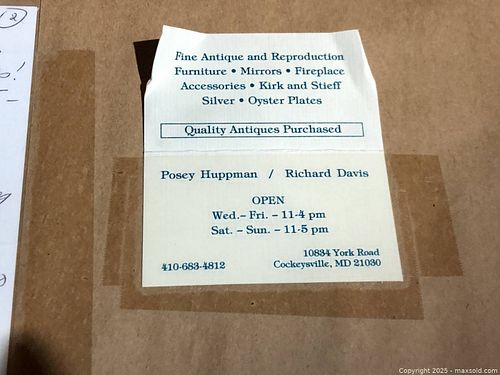 2
Fine Antique and Reproduction
Furniture • Mirrors • Fireplace
Accessories • Kirk and Stieff
Silver • Oyster Plates
Quality Antiques Purchased
Posey Huppman / Richard Davis
OPEN
Wed.– Fri. – 11-4 pm
Sat. – Sun. – 11-5 pm
10834 York Road
410-683-4812 Cockeysville, MD 21030
Copyright 2025 - maxsold.com